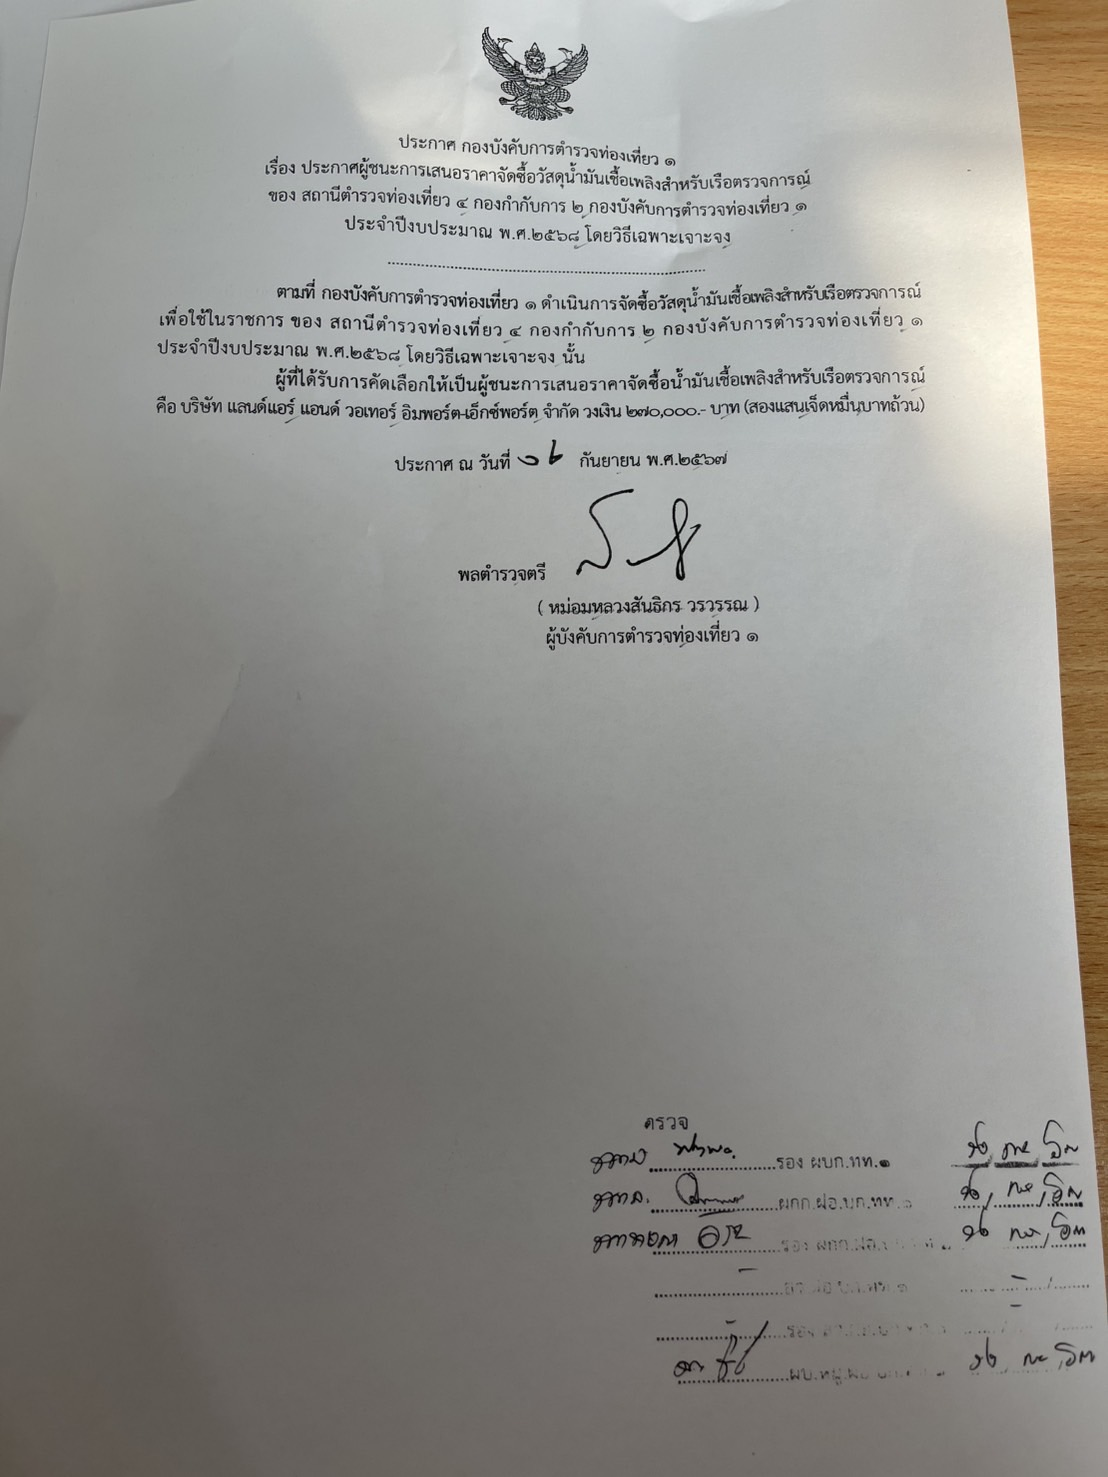 ประกาศ กองบังคับการตำรวจท่องเที่ยว ๑
เรื่อง ประกาศผู้ชนะการเสนอราคาจัดซื้อวัสดุน้ำมันเชื้อเพลิงสำหรับเรือตรวจการณ์
ของ สถานีตำรวจท่องเที่ยว ๔ กองกำกับการ ๒ กองบังคับการตำรวจท่องเที่ยว ๑
ประจำปีงบประมาณ พ.ศ.๒๕๖๘ โดยวิธีเฉพาะเจาะจง
ตามที่ กองบังคับการตำรวจท่องเที่ยว ๑ ดำเนินการจัดซื้อวัสดุน้ำมันเชื้อเพลิงสำหรับเรือตรวจการณ์
เพื่อใช้ในราชการ ของ สถานีตำรวจท่องเที่ยว ๔ กองกำกับการ ๒ กองบังคับการตำรวจท่องเที่ยว ๑
ประจำปีงบประมาณ พ.ศ.๒๕๖๘ โดยวิธีเฉพาะเจาะจง นั้น
ผู้ที่ได้รับการคัดเลือกให้เป็นผู้ชนะการเสนอราคาจัดซื้อน้ำมันเชื้อเพลิงสำหรับเรือตรวจการณ์
คือ บริษัท แลนด์แอร์ แอนด์ วอเทอร์ อิมพอร์ต-เอ็กซ์พอร์ต จำกัด วงเงิน ๒๗๐,๐๐๐.- บาท (สองแสนเจ็ดหมื่นบาทถ้วน)
ประกาศ ณ วันที่ กันยายน พ.ศ.๒๕๖๗
พลตำรวจตรี
( หม่อมหลวงสันธิกร วรวรรณ )
ผู้บังคับการตำรวจท่องเที่ยว ๑
ตรวจ
รอง ผบก.ทท.๑
ผกก.ฝอ.บก.ทท.๑
รอง ผกก.ฝอ.